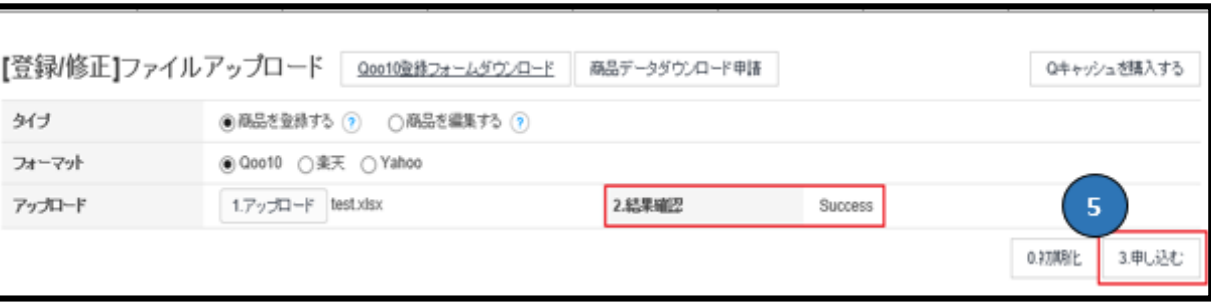 [登録/修正]ファイルアップロード Qoo10登録フォームダウンロード 商品データダウンロード申請 Qキャッシュを購入する
タイプ 商品を登録する ? 商品を編集する ?
フォーマット Qoo10 楽天 Yahoo
アップロード 1.アップロード test.xlsx 2.結果確認 Success 5
0.初期化 3.申し込む